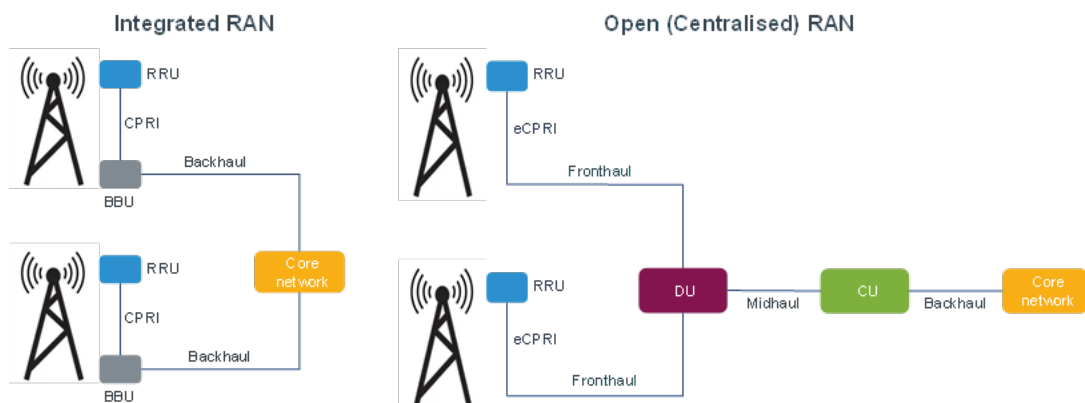 Integrated RAN
RRU
CPRI
Backhaul
BBU
RRU
CPRI
Core
network
Backhaul
BBU
Open (Centralised) RAN
RRU
eCPRI
Fronthaul
RRU
eCPRI
Fronthaul
DU
Midhaul
CU
Backhaul
Core
network